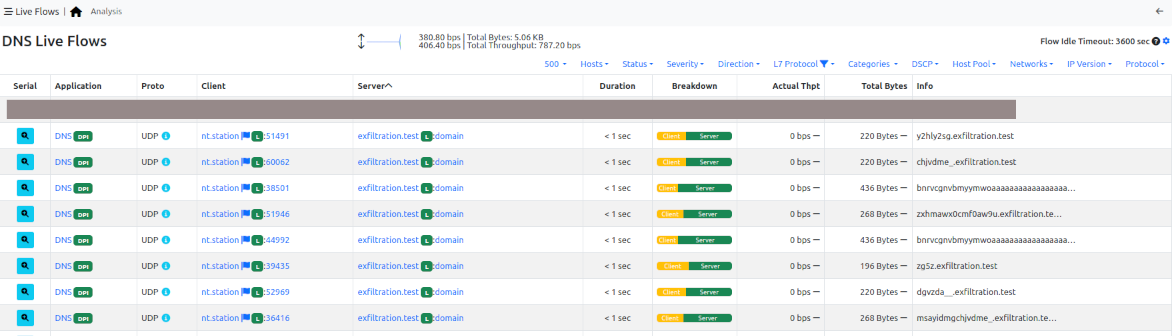 Live Flows | Analysis
DNS Live Flows
380.80 bps | Total Bytes: 5.06 KB
406.40 bps | Total Throughput: 787.20 bps
Flow Idle Timeout: 3600 sec
500 Hosts Status Severity Direction L7 Protocol Categories DSCP Host Pool Networks IP Version Protocol
Serial Application Proto Client Server Duration Breakdown Actual Thpt Total Bytes Info
DNS DPI UDP nt.station L :51491 exfiltration.test L :domain < 1 sec Client Server 0 bps — 220 Bytes — y2hly2sg.exfiltration.test
DNS DPI UDP nt.station L :60062 exfiltration.test L :domain < 1 sec Client Server 0 bps — 220 Bytes — chjvdme_.exfiltration.test
DNS DPI UDP nt.station L :38501 exfiltration.test L :domain < 1 sec Client Server 0 bps — 436 Bytes — bnrvcgnvbmyymwoaaaaaaaaaaaaaaaaa...
DNS DPI UDP nt.station L :51946 exfiltration.test L :domain < 1 sec Client Server 0 bps — 268 Bytes — zxhmawx0cmf0aw9u.exfiltration.te...
DNS DPI UDP nt.station L :44992 exfiltration.test L :domain < 1 sec Client Server 0 bps — 436 Bytes — bnrvcgnvbmyymwoaaaaaaaaaaaaaaaaa...
DNS DPI UDP nt.station L :39435 exfiltration.test L :domain < 1 sec Client Server 0 bps — 196 Bytes — zg5z.exfiltration.test
DNS DPI UDP nt.station L :52969 exfiltration.test L :domain < 1 sec Client Server 0 bps — 220 Bytes — dgvzda__.exfiltration.test
DNS DPI UDP nt.station L :36416 exfiltration.test L :domain < 1 sec Client Server 0 bps — 268 Bytes — msayidmgchjvdme_.exfiltration.te...